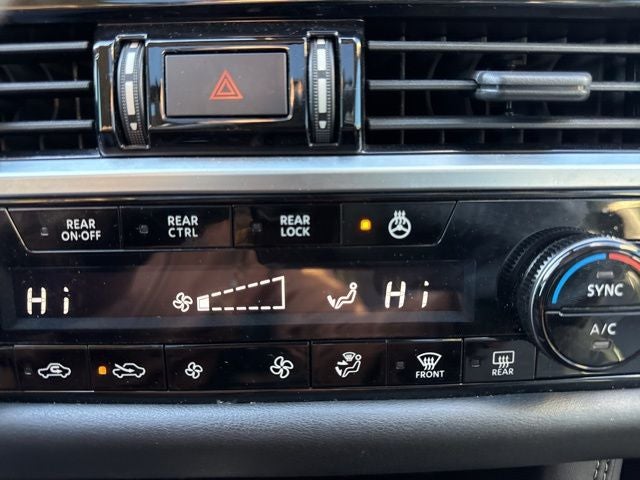 REAR ON·OFF
REAR CTRL
REAR LOCK
Hi
Hi
SYNC
A/C
FRONT
REAR